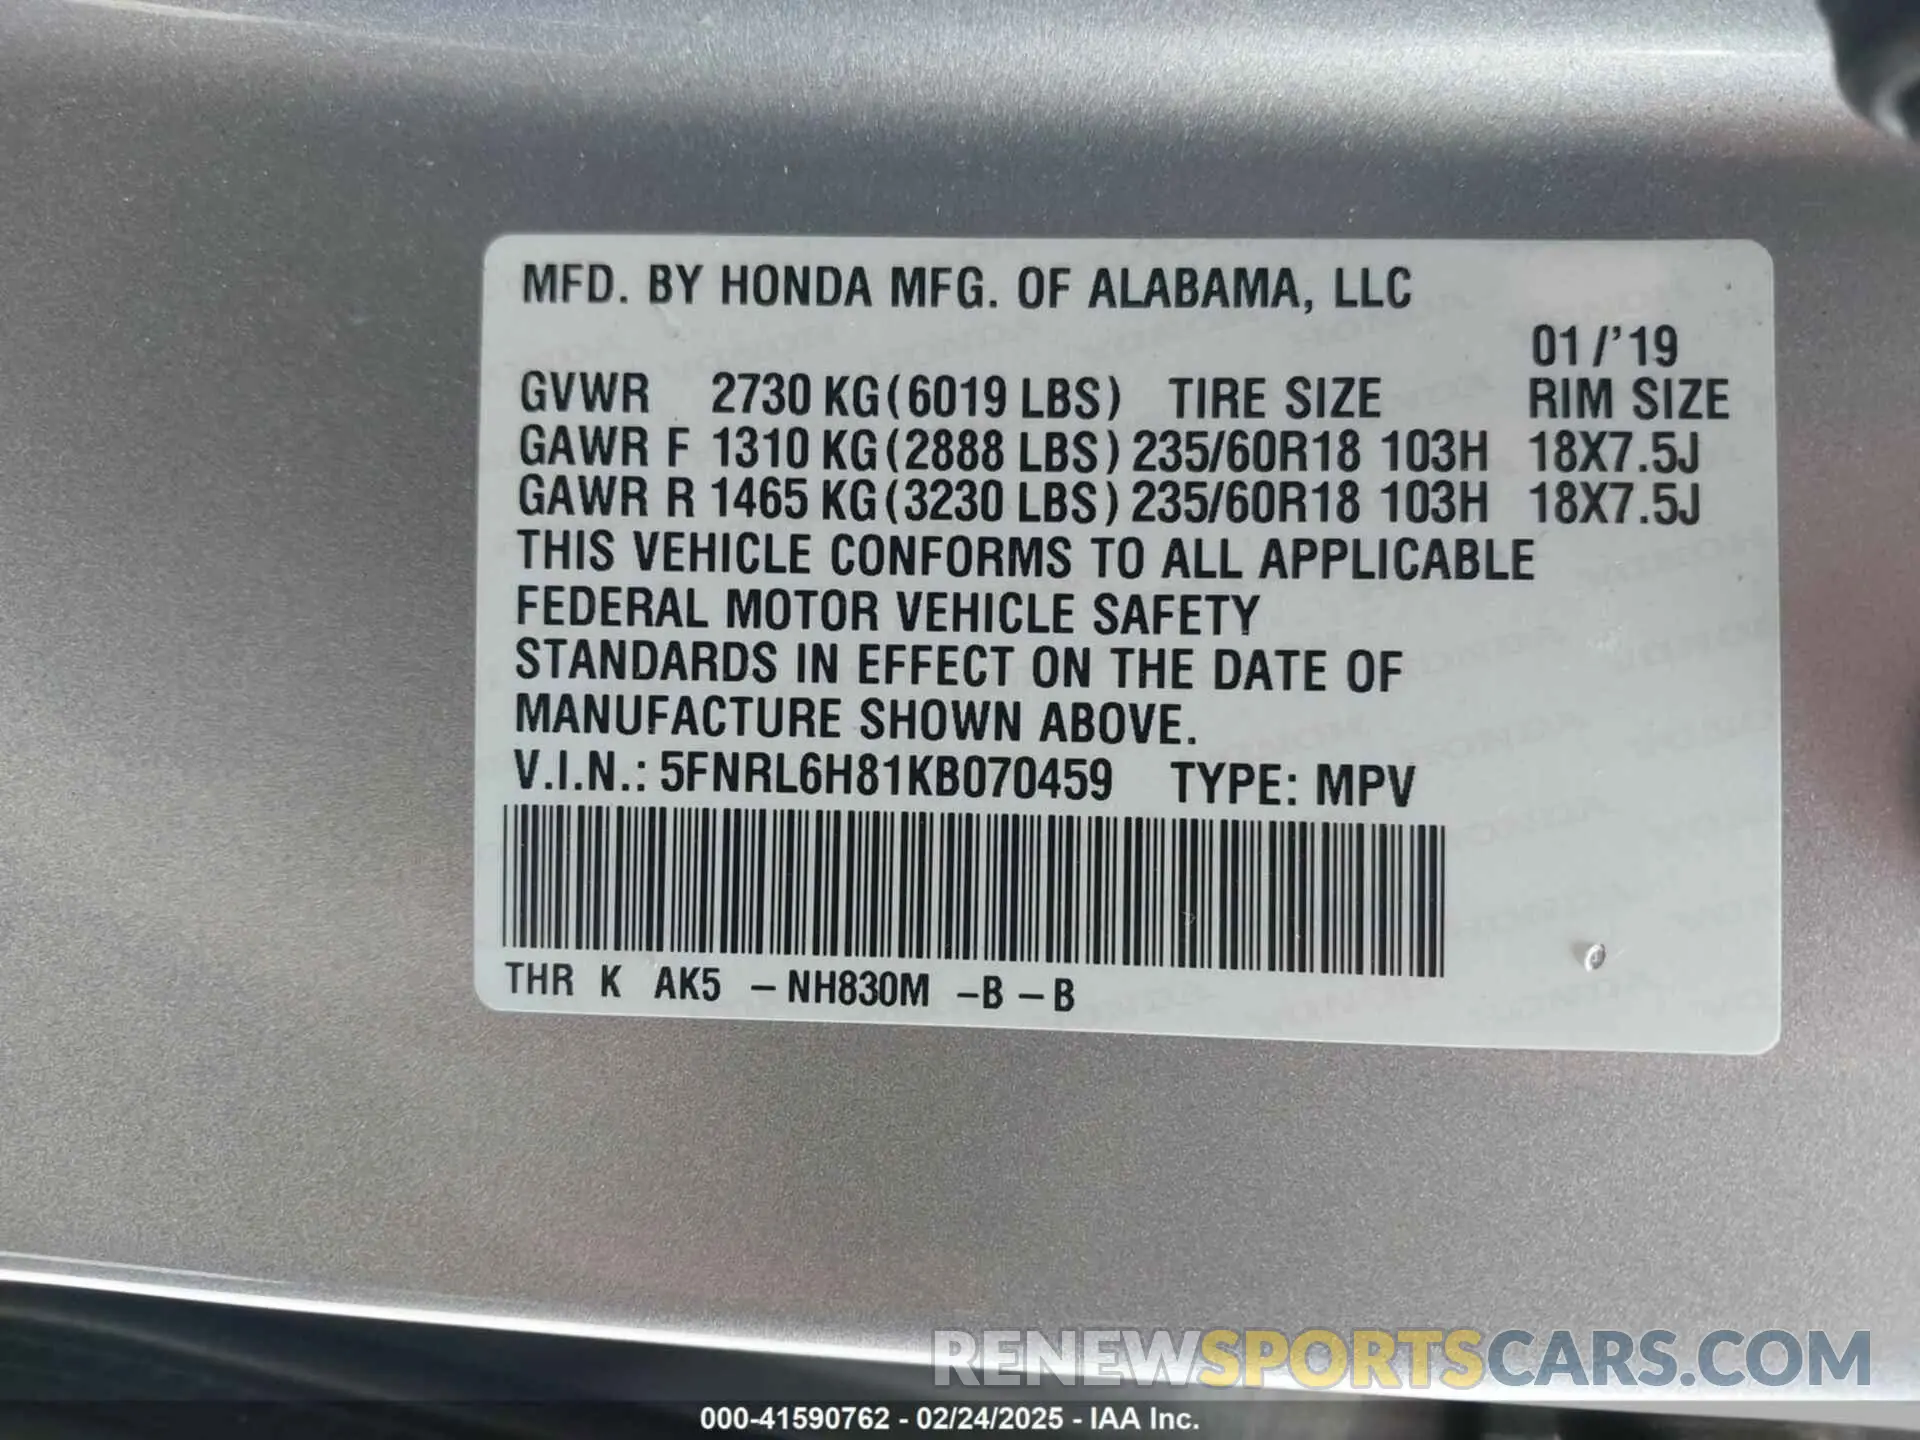 MFD. BY HONDA MFG. OF ALABAMA, LLC
01/'19
GVWR 2730 KG (6019 LBS) TIRE SIZE RIM SIZE
GAWR F 1310 KG (2888 LBS) 235/60R18 103H 18X7.5J
GAWR R 1465 KG (3230 LBS) 235/60R18 103H 18X7.5J
THIS VEHICLE CONFORMS TO ALL APPLICABLE
FEDERAL MOTOR VEHICLE SAFETY
STANDARDS IN EFFECT ON THE DATE OF
MANUFACTURE SHOWN ABOVE.
V.I.N.: 5FNRL6H81KB070459 TYPE: MPV
THR K AK5 - NH830M - B - B
RENEWSPORTSCARS.COM
000-41590762 - 02/24/2025 - IAA Inc.